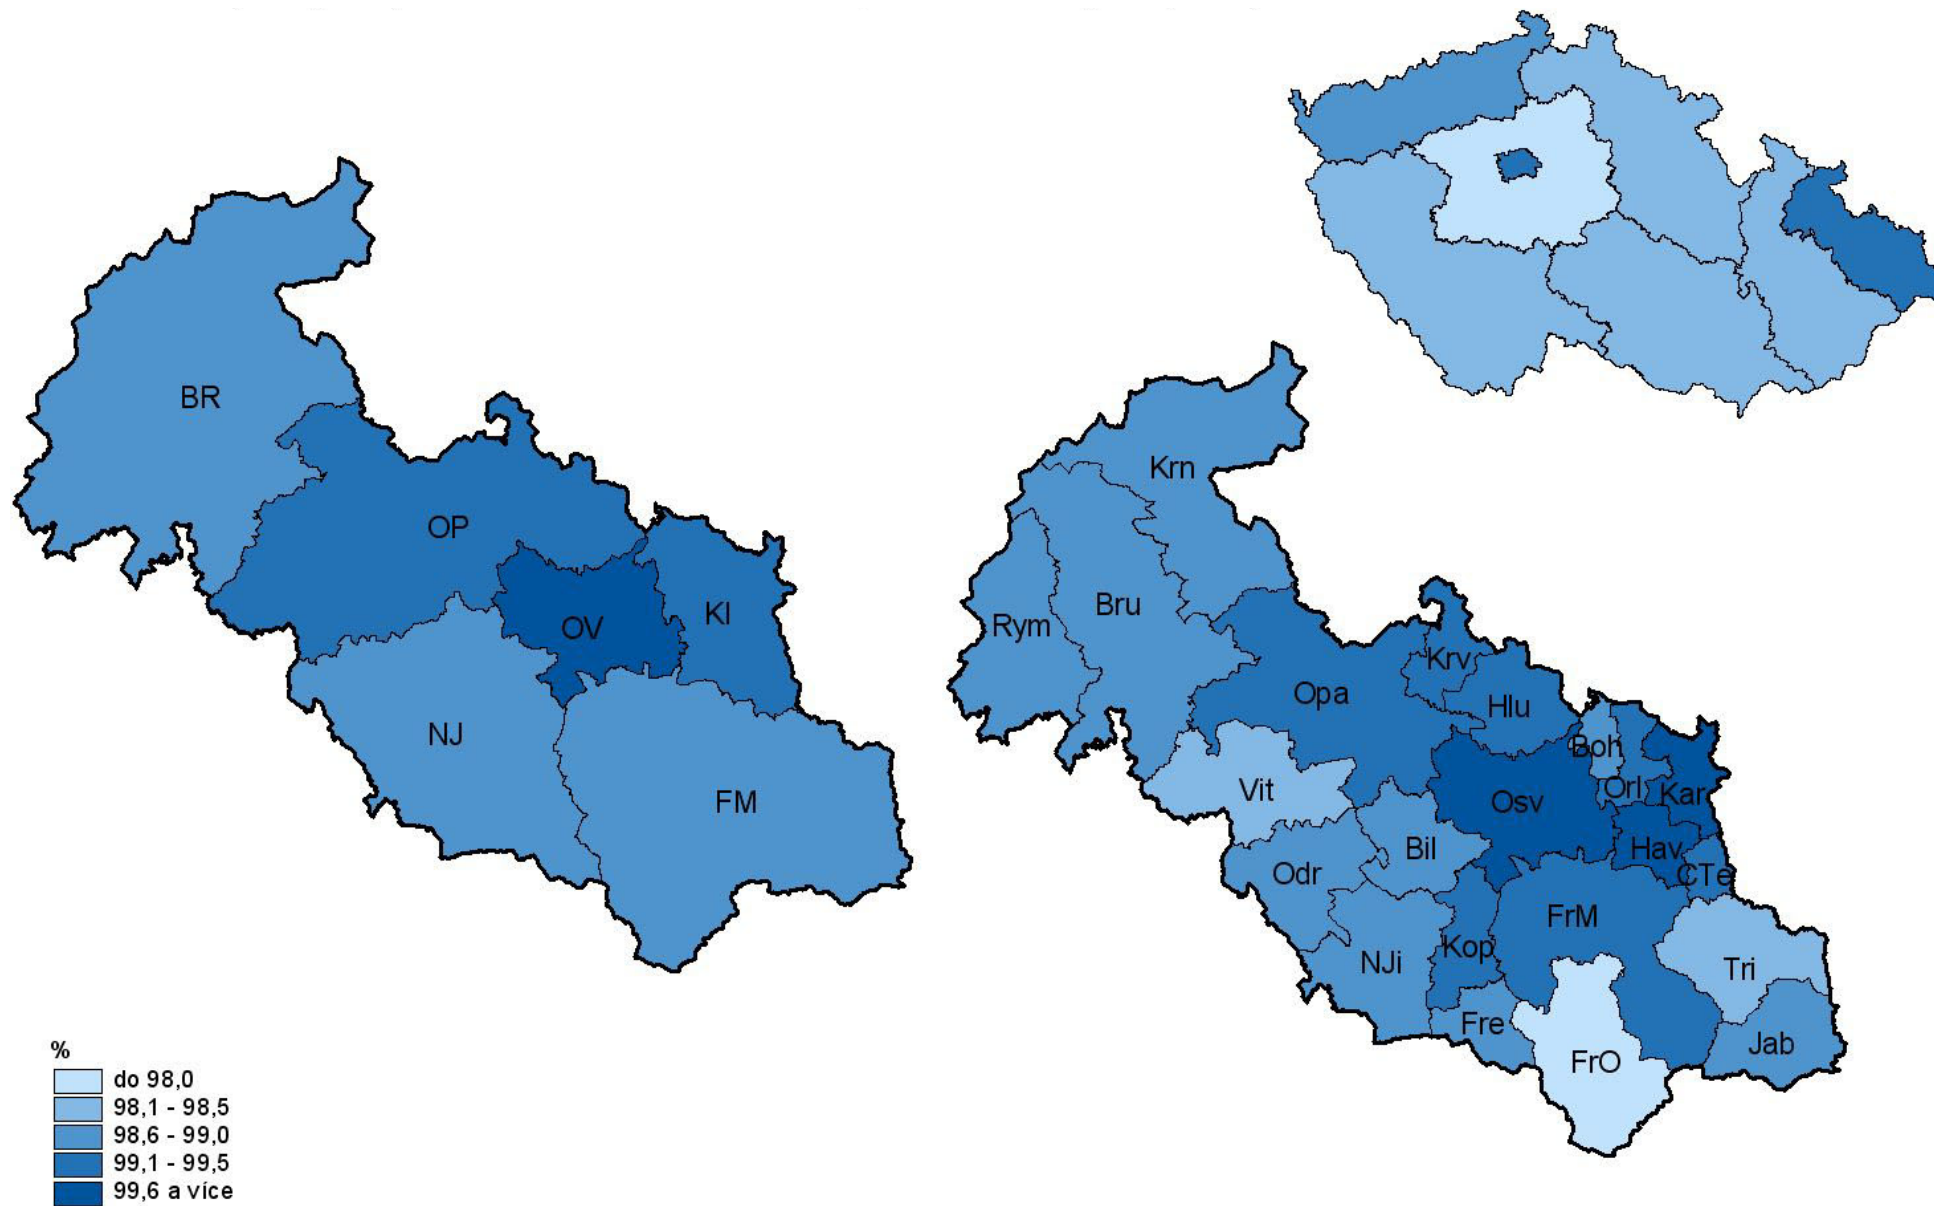 BR
OP
OV
KI
NJ
FM
Krn
Bru
Rym
Krv
Opa
Hlu
Boh
Vit
Osv
Orl
Kar
Bil
Hav
Odr
CTe
FrM
Kop
NJi
Tri
Fre
Jab
FrO
%
do 98,0
98,1 - 98,5
98,6 - 99,0
99,1 - 99,5
99,6 a více